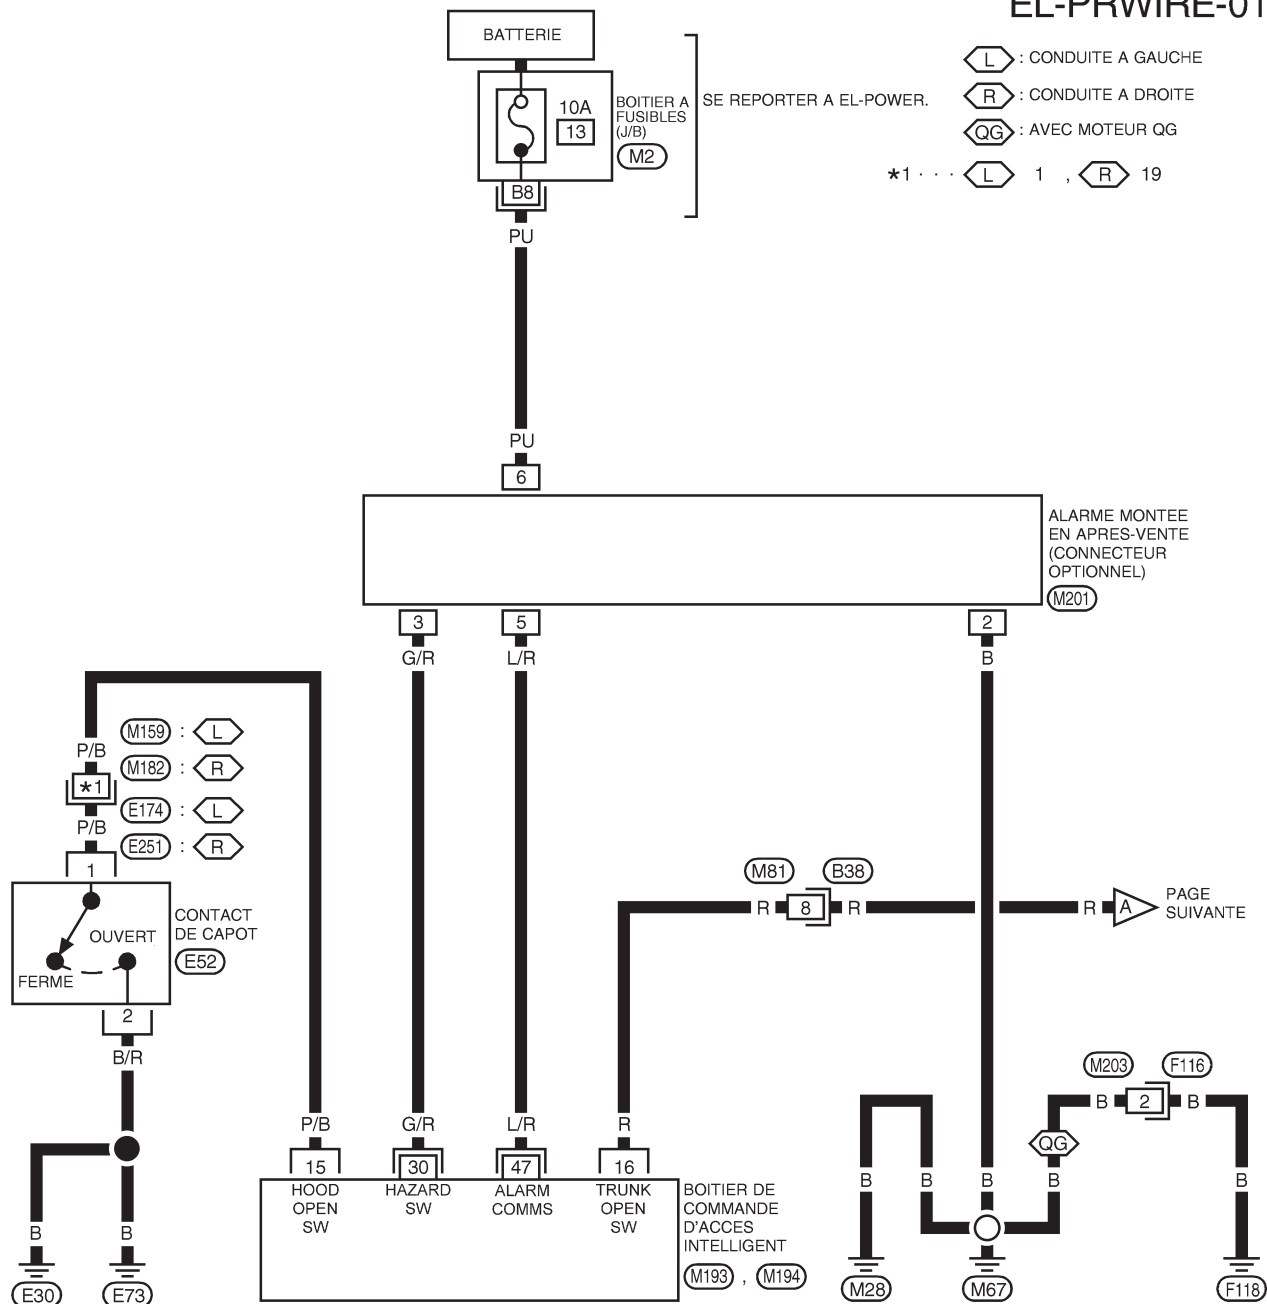 EL-PRWIRE-01
BATTERIE
10A
13
BOITIER A
FUSIBLES
(J/B)
M2
SE REPORTER A EL-POWER.
L : CONDUITE A GAUCHE
R : CONDUITE A DROITE
QG : AVEC MOTEUR QG
*1 · · · L 1 , R 19
B8
PU
PU
6
ALARME MONTEE
EN APRES-VENTE
(CONNECTEUR
OPTIONNEL)
M201
3
5
2
G/R
L/R
B
M159 : L
P/B
M182 : R
*1
E174 : L
P/B
E251 : R
1
CONTACT
DE CAPOT
E52
OUVERT
FERME
2
B/R
B
B
E30
E73
M81
B38
R
8
R
R
A
PAGE
SUIVANTE
P/B
G/R
L/R
R
15
30
47
16
HOOD
OPEN
SW
HAZARD
SW
ALARM
COMMS
TRUNK
OPEN
SW
BOITIER DE
COMMANDE
D'ACCES
INTELLIGENT
M193 , M194
M203
F116
B
2
B
QG
B
B
B
B
B
M28
M67
F118